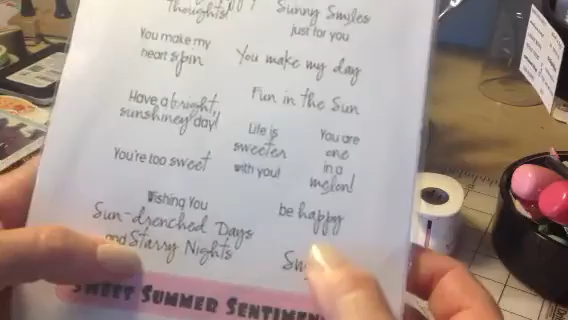 Thoughts!
Sunny Smiles
just for you
You make my
heart spin
You make my day
Have a bright,
sunshiney day!
Fun in the Sun
Life is
sweeter
with you!
You are
one
in a
melon!
You're too sweet
Wishing You
Sun-drenched Days
and Starry Nights
be happy
SWEET SUMMER